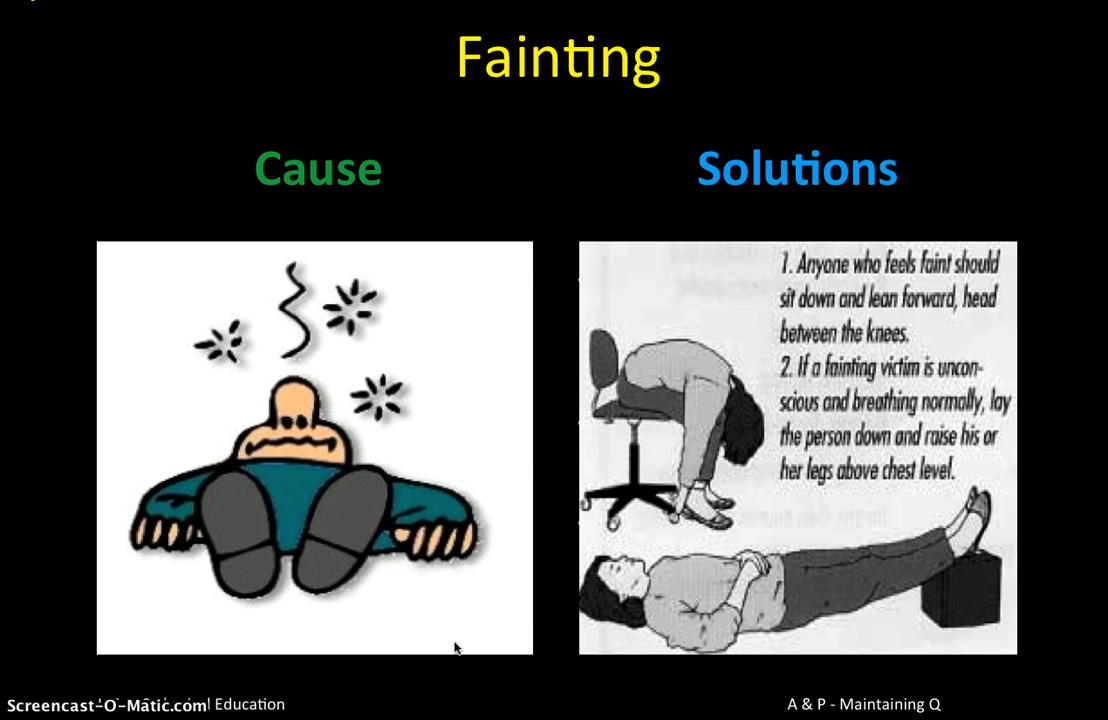 Fainting
Cause
Solutions
1. Anyone who feels faint should
sit down and lean forward, head
between the knees.
2. If a fainting victim is uncon-
scious and breathing normally, lay
the person down and raise his or
her legs above chest level.
Screencast-O-Matic.com Education
A & P - Maintaining Q